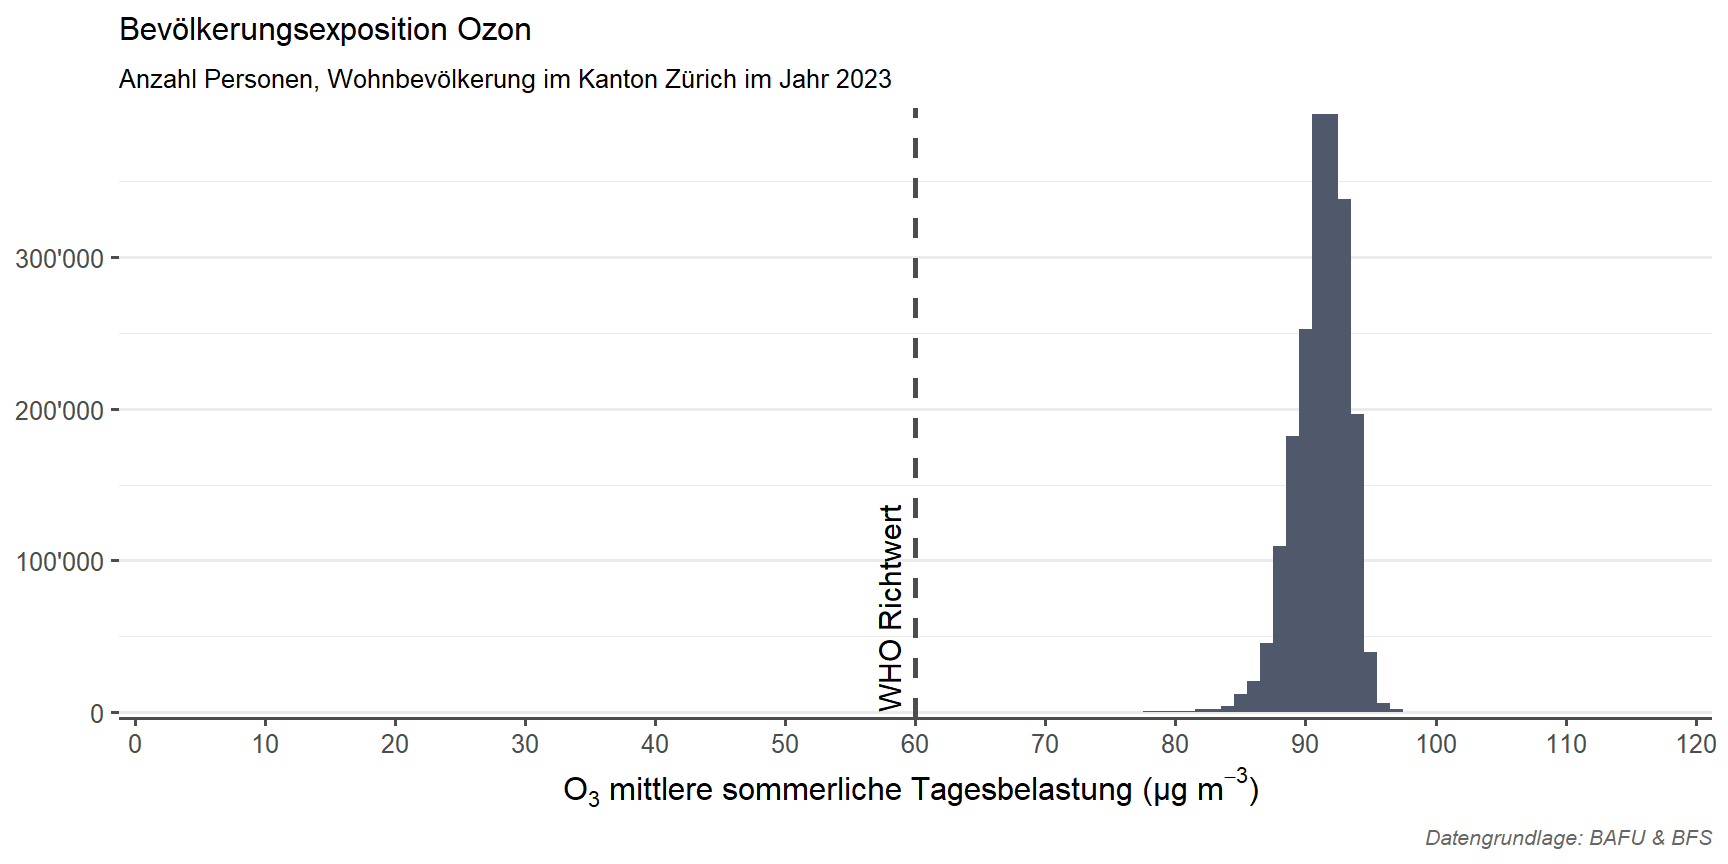 Bevölkerungsexposition Ozon
Anzahl Personen, Wohnbevölkerung im Kanton Zürich im Jahr 2023
300'000
200'000
100'000
0
WHO Richtwert
0 10 20 30 40 50 60 70 80 90 100 110 120
O₃ mittlere sommerliche Tagesbelastung (µg m⁻³)
Datengrundlage: BAFU & BFS